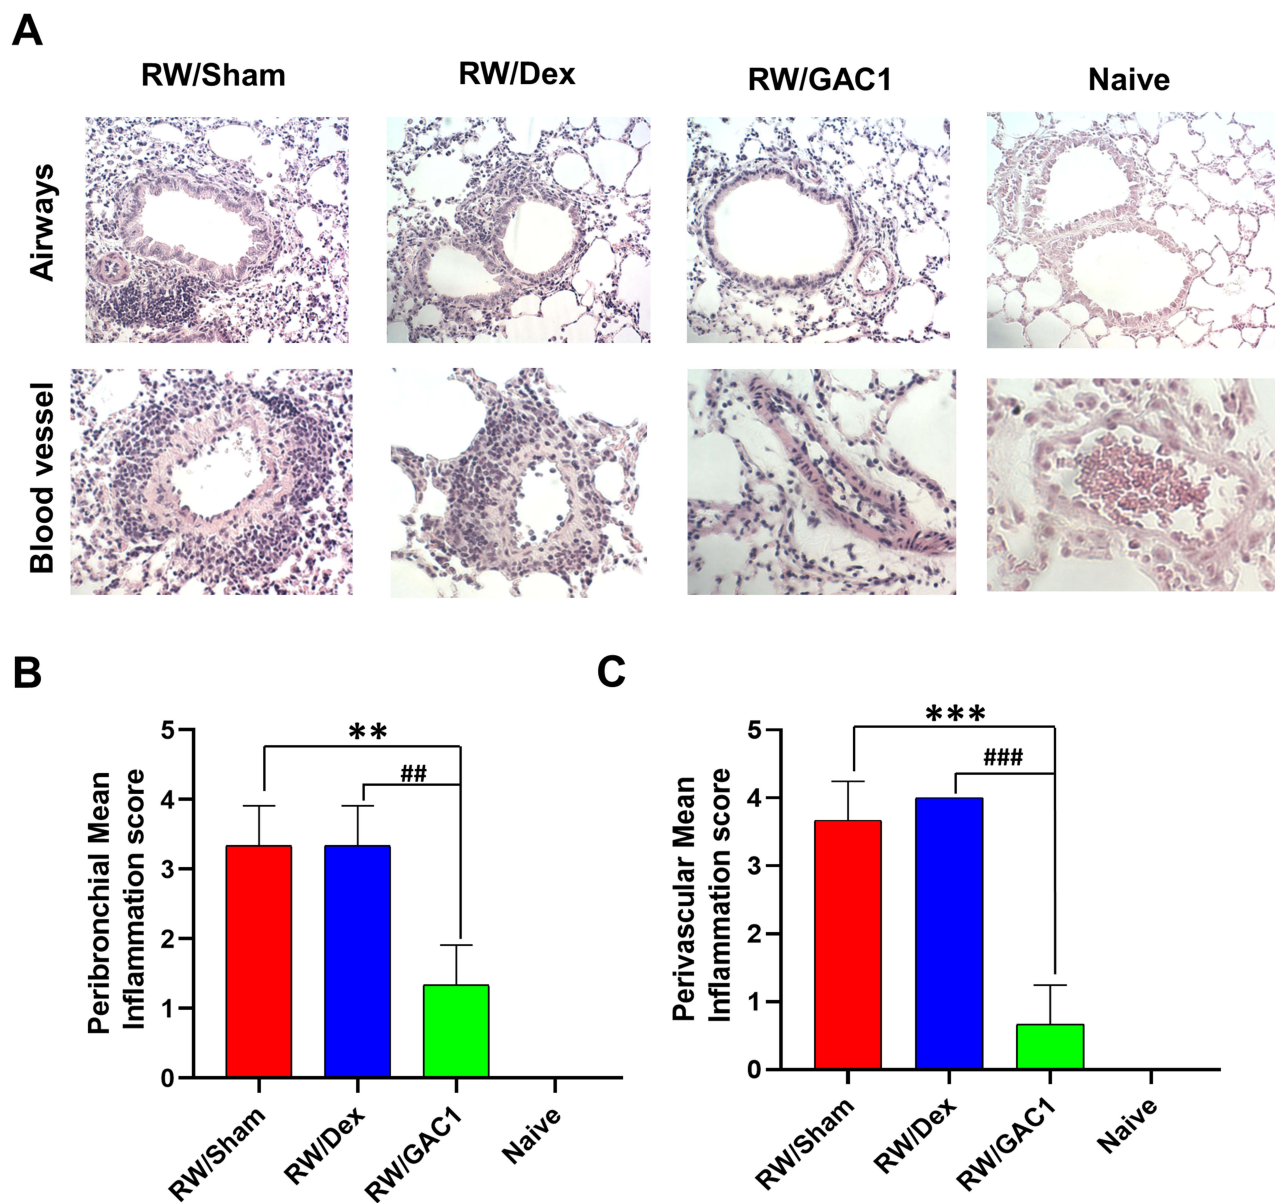 A
RW/Sham
RW/Dex
RW/GAC1
Naive
Airways
Blood vessel
B
Peribronchial Mean
Inflammation score
5
4
3
2
1
0
**
##
RW/Sham
RW/Dex
RW/GAC1
Naive
C
Perivascular Mean
Inflammation score
5
4
3
2
1
0
***
###
RW/Sham
RW/Dex
RW/GAC1
Naive